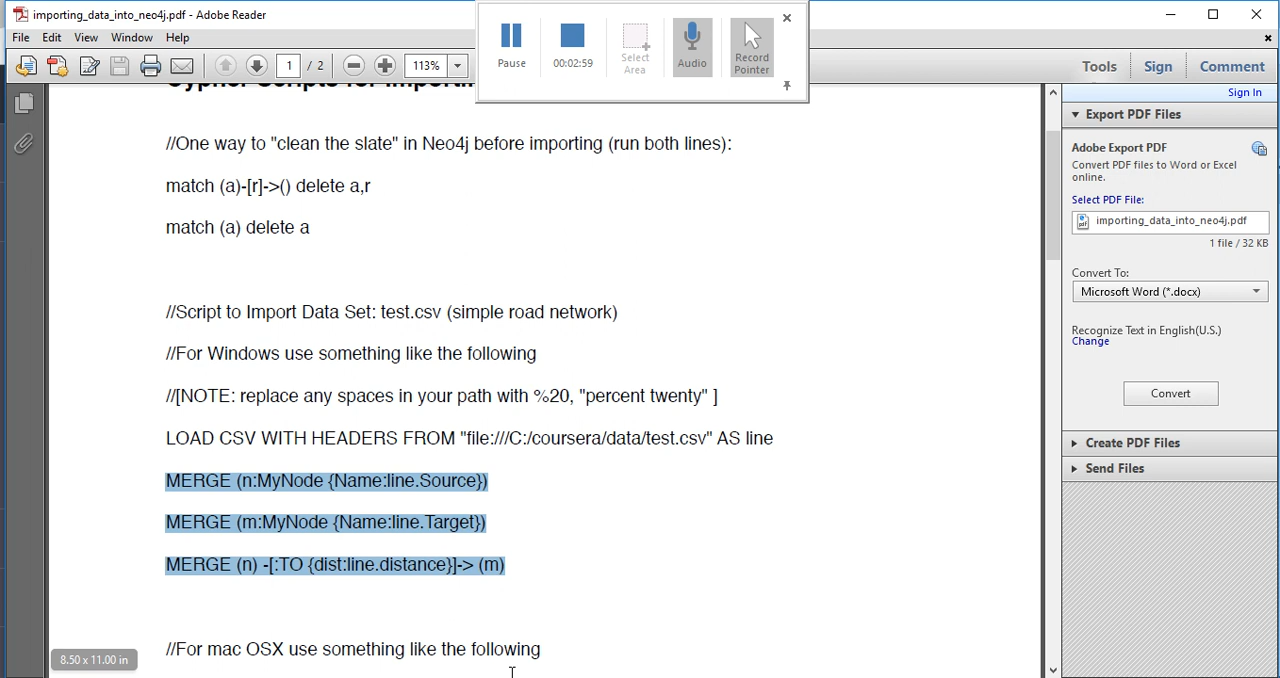 importing_data_into_neo4j.pdf - Adobe Reader
File Edit View Window Help
Pause
00:02:59
Select Area
Audio
Record Pointer
1 / 2
113%
Tools Sign Comment
Sign In
Cypher Scripts for Importin
//One way to "clean the slate" in Neo4j before importing (run both lines):
match (a)-[r]->() delete a,r
match (a) delete a
//Script to Import Data Set: test.csv (simple road network)
//For Windows use something like the following
//[NOTE: replace any spaces in your path with %20, "percent twenty" ]
LOAD CSV WITH HEADERS FROM "file:///C:/coursera/data/test.csv" AS line
MERGE (n:MyNode {Name:line.Source})
MERGE (m:MyNode {Name:line.Target})
MERGE (n) -[:TO {dist:line.distance}]-> (m)
//For mac OSX use something like the following
8.50 x 11.00 in
Export PDF Files
Adobe Export PDF
Convert PDF files to Word or Excel
online.
Select PDF File:
importing_data_into_neo4j.pdf
1 file / 32 KB
Convert To:
Microsoft Word (*.docx)
Recognize Text in English(U.S.)
Change
Convert
Create PDF Files
Send Files